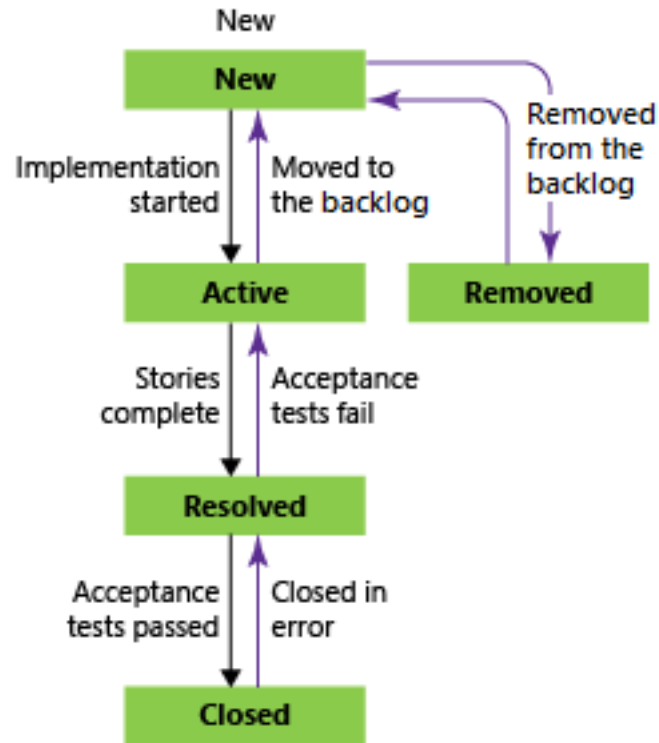 New
New
Implementation
started
Moved to
the backlog
Removed
from the
backlog
Active
Removed
Stories
complete
Acceptance
tests fail
Resolved
Acceptance
tests passed
Closed in
error
Closed